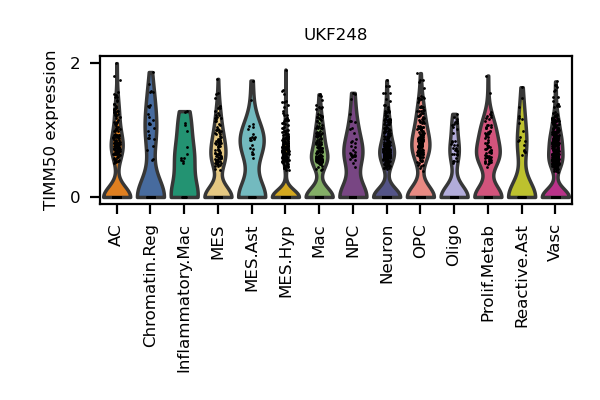 UKF248
TIMM50 expression
2
0
AC
Chromatin.Reg
Inflammatory.Mac
MES
MES.Ast
MES.Hyp
Mac
NPC
Neuron
OPC
Oligo
Prolif.Metab
Reactive.Ast
Vasc